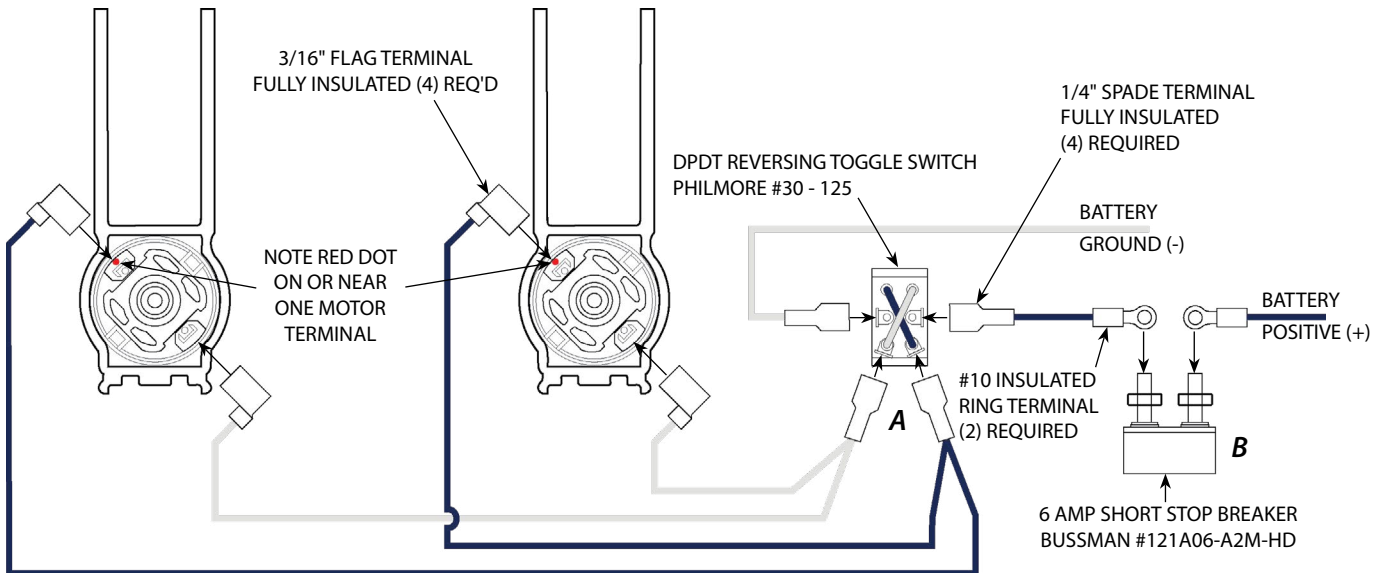 3/16" FLAG TERMINAL
FULLY INSULATED (4) REQ'D
1/4" SPADE TERMINAL
FULLY INSULATED
(4) REQUIRED
DPDT REVERSING TOGGLE SWITCH
PHILMORE #30 - 125
BATTERY
GROUND (-)
NOTE RED DOT
ON OR NEAR
ONE MOTOR
TERMINAL
BATTERY
POSITIVE (+)
#10 INSULATED
RING TERMINAL
(2) REQUIRED
A
B
6 AMP SHORT STOP BREAKER
BUSSMAN #121A06-A2M-HD